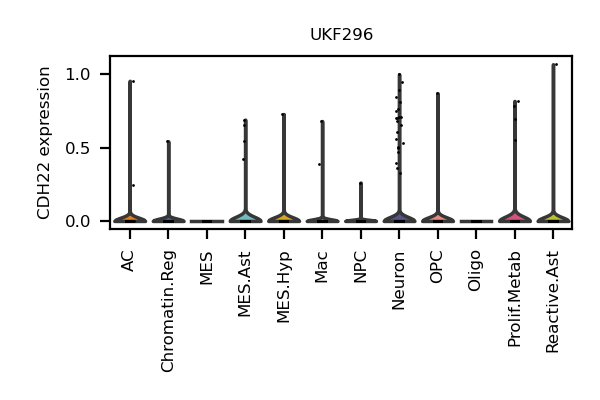 UKF296
CDH22 expression
1.0
0.5
0.0
AC
Chromatin.Reg
MES
MES.Ast
MES.Hyp
Mac
NPC
Neuron
OPC
Oligo
Prolif.Metab
Reactive.Ast